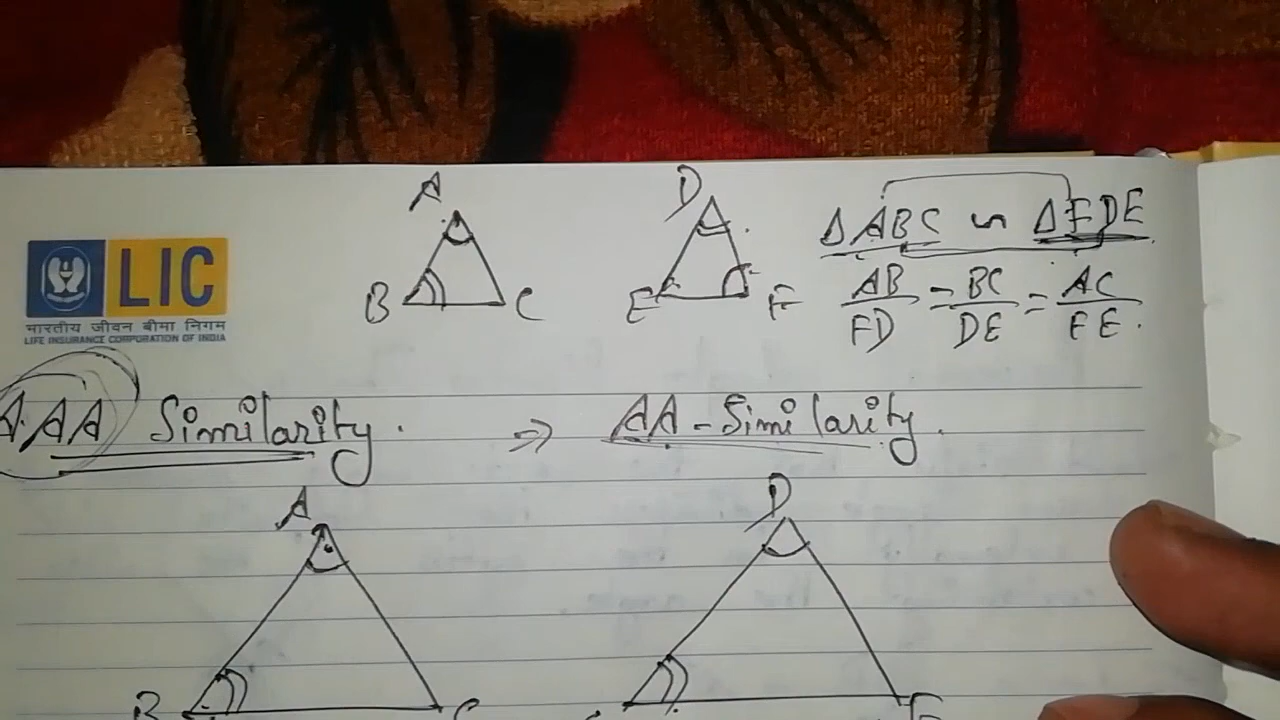 A D ΔABC ∽ ΔFDE
B C E F AB/FD = BC/DE = AC/FE.
LIC
भारतीय जीवन बीमा निगम
LIFE INSURANCE CORPORATION OF INDIA
A.AA Similarity. ⇒ AA - Similarity.
A D
B C F